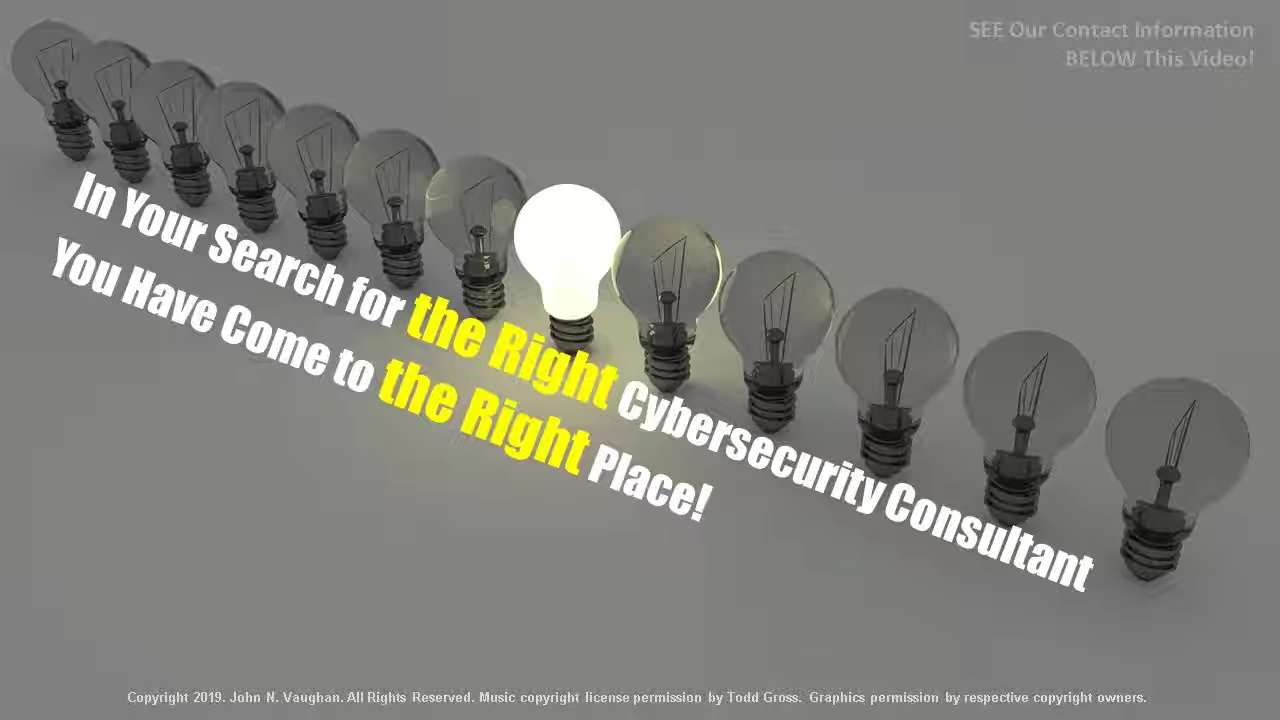 SEE Our Contact Information
BELOW This Video!
In Your Search for the Right Cybersecurity Consultant
You Have Come to the Right Place!
Copyright 2019. John N. Vaughan. All Rights Reserved. Music copyright license permission by Todd Gross. Graphics permission by respective copyright owners.